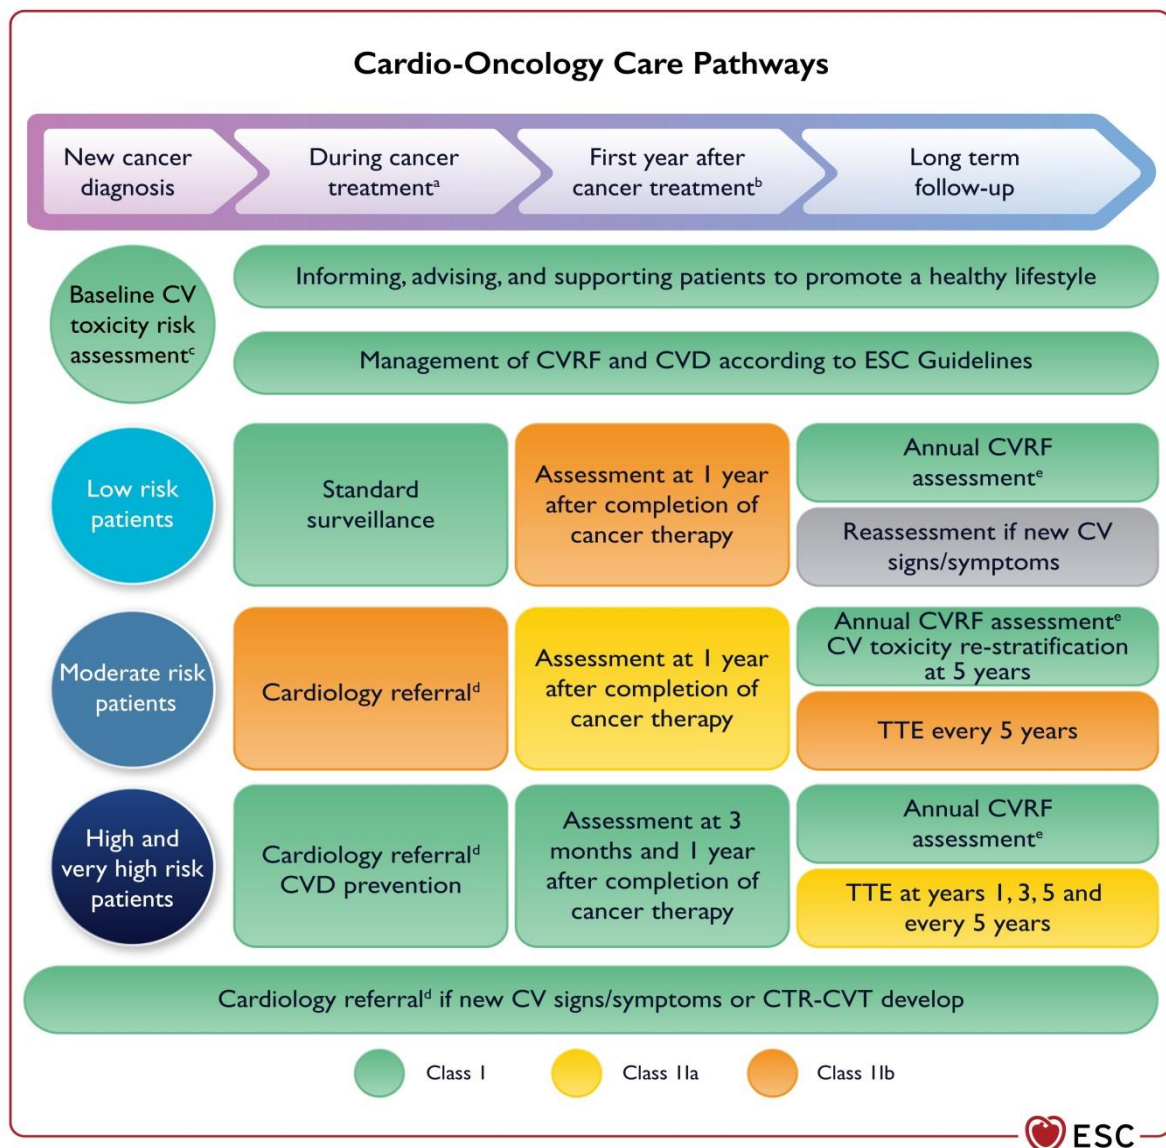 Cardio-Oncology Care Pathways
New cancer
diagnosis
During cancer
treatmentᵃ
First year after
cancer treatmentᵇ
Long term
follow-up
Baseline CV
toxicity risk
assessmentᶜ
Informing, advising, and supporting patients to promote a healthy lifestyle
Management of CVRF and CVD according to ESC Guidelines
Low risk
patients
Standard
surveillance
Assessment at 1 year
after completion of
cancer therapy
Annual CVRF
assessmentᵉ
Reassessment if new CV
signs/symptoms
Moderate risk
patients
Cardiology referralᵈ
Assessment at 1 year
after completion of
cancer therapy
Annual CVRF assessmentᵉ
CV toxicity re-stratification
at 5 years
TTE every 5 years
High and
very high risk
patients
Cardiology referralᵈ
CVD prevention
Assessment at 3
months and 1 year
after completion of
cancer therapy
Annual CVRF
assessmentᵉ
TTE at years 1, 3, 5 and
every 5 years
Cardiology referralᵈ if new CV signs/symptoms or CTR-CVT develop
Class I
Class IIa
Class IIb
ESC